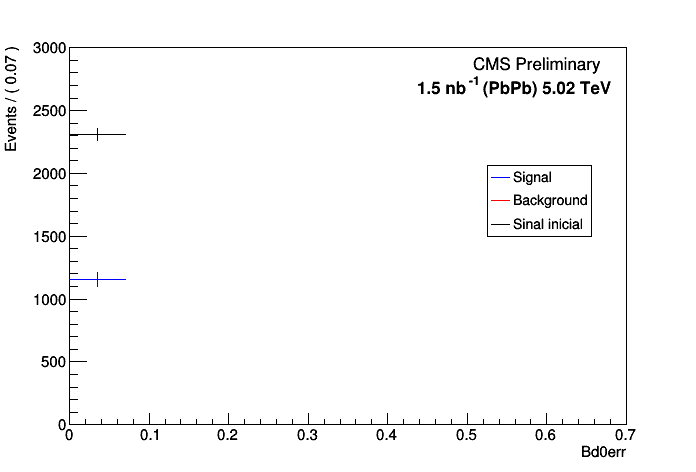 CMS Preliminary
1.5 nb-1 (PbPb) 5.02 TeV
Events / ( 0.07 )
3000
2500
2000
1500
1000
500
0
Signal
Background
Sinal inicial
0 0.1 0.2 0.3 0.4 0.5 0.6 0.7
Bd0err